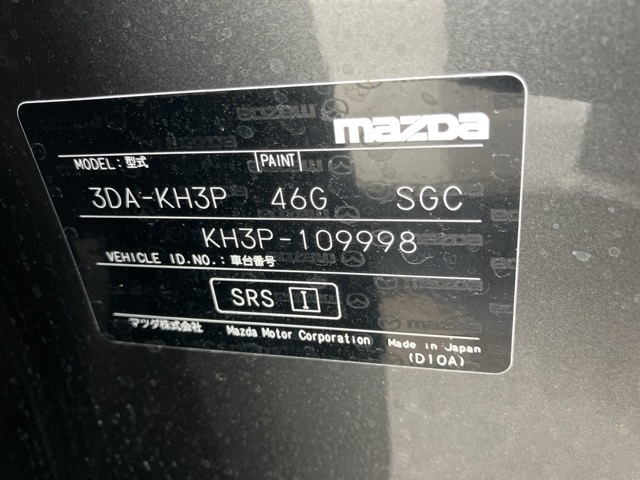 mazda
MODEL:型式 PAINT
3DA-KH3P 46G SGC
KH3P-109998
VEHICLE ID.NO.:車台番号
SRS I
マツダ株式会社 Mazda Motor Corporation Made in Japan
(D10A)